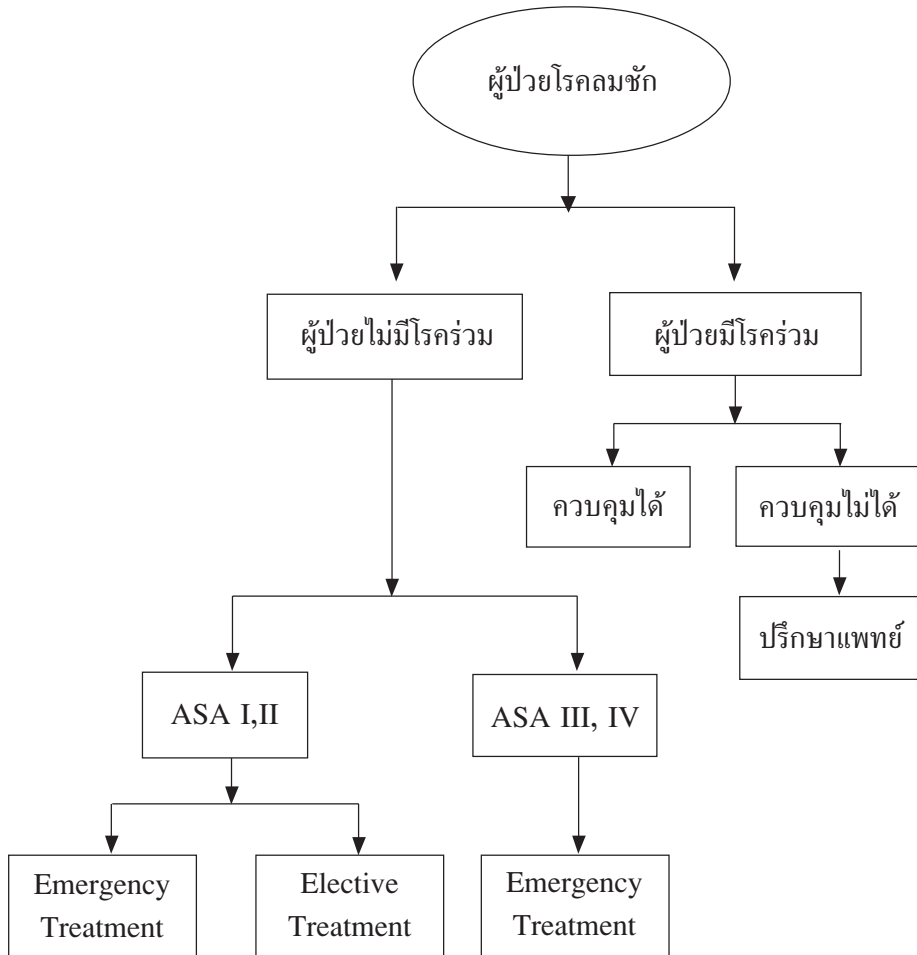 ผู้ป่วยโรคลมชัก
ผู้ป่วยไม่มีโรคร่วม
ผู้ป่วยมีโรคร่วม
ควบคุมได้
ควบคุมไม่ได้
ปรึกษาแพทย์
ASA I,II
ASA III, IV
Emergency
Treatment
Elective
Treatment
Emergency
Treatment